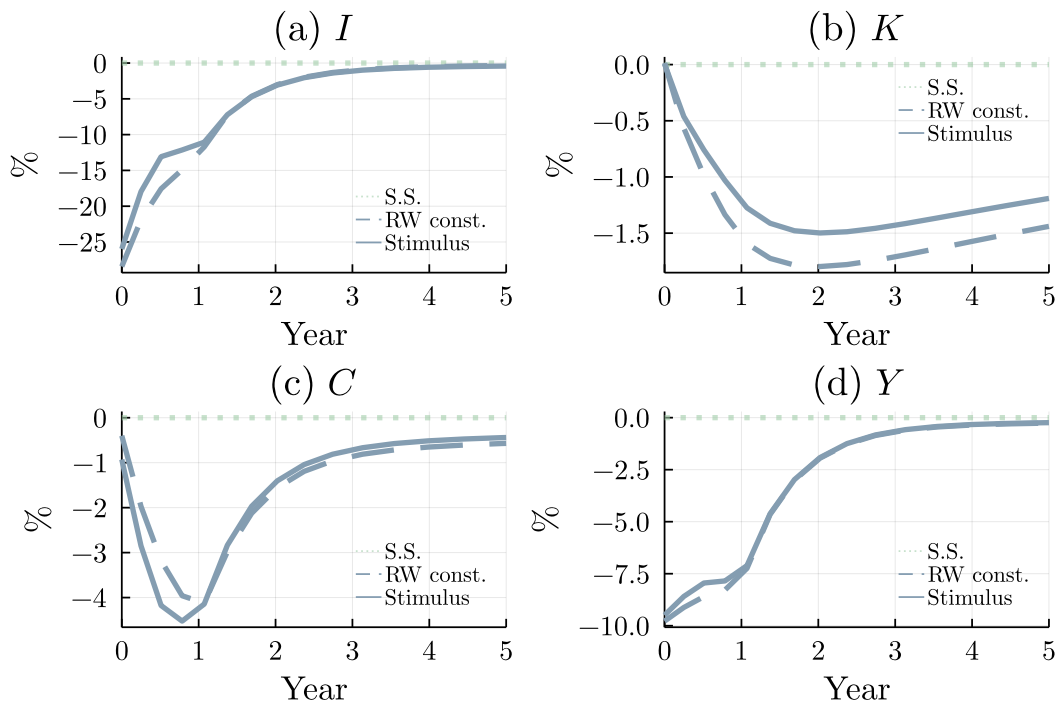 (a) I
0
−5
−10
−15
−20
−25
%
S.S.
RW const.
Stimulus
0 1 2 3 4 5
Year
(b) K
0.0
−0.5
−1.0
−1.5
%
S.S.
RW const.
Stimulus
0 1 2 3 4 5
Year
(c) C
0
−1
−2
−3
−4
%
S.S.
RW const.
Stimulus
0 1 2 3 4 5
Year
(d) Y
0.0
−2.5
−5.0
−7.5
−10.0
%
S.S.
RW const.
Stimulus
0 1 2 3 4 5
Year